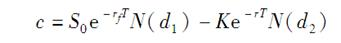 c = S₀e^{-r_f T}N(d₁) − Ke^{-rT}N(d₂)